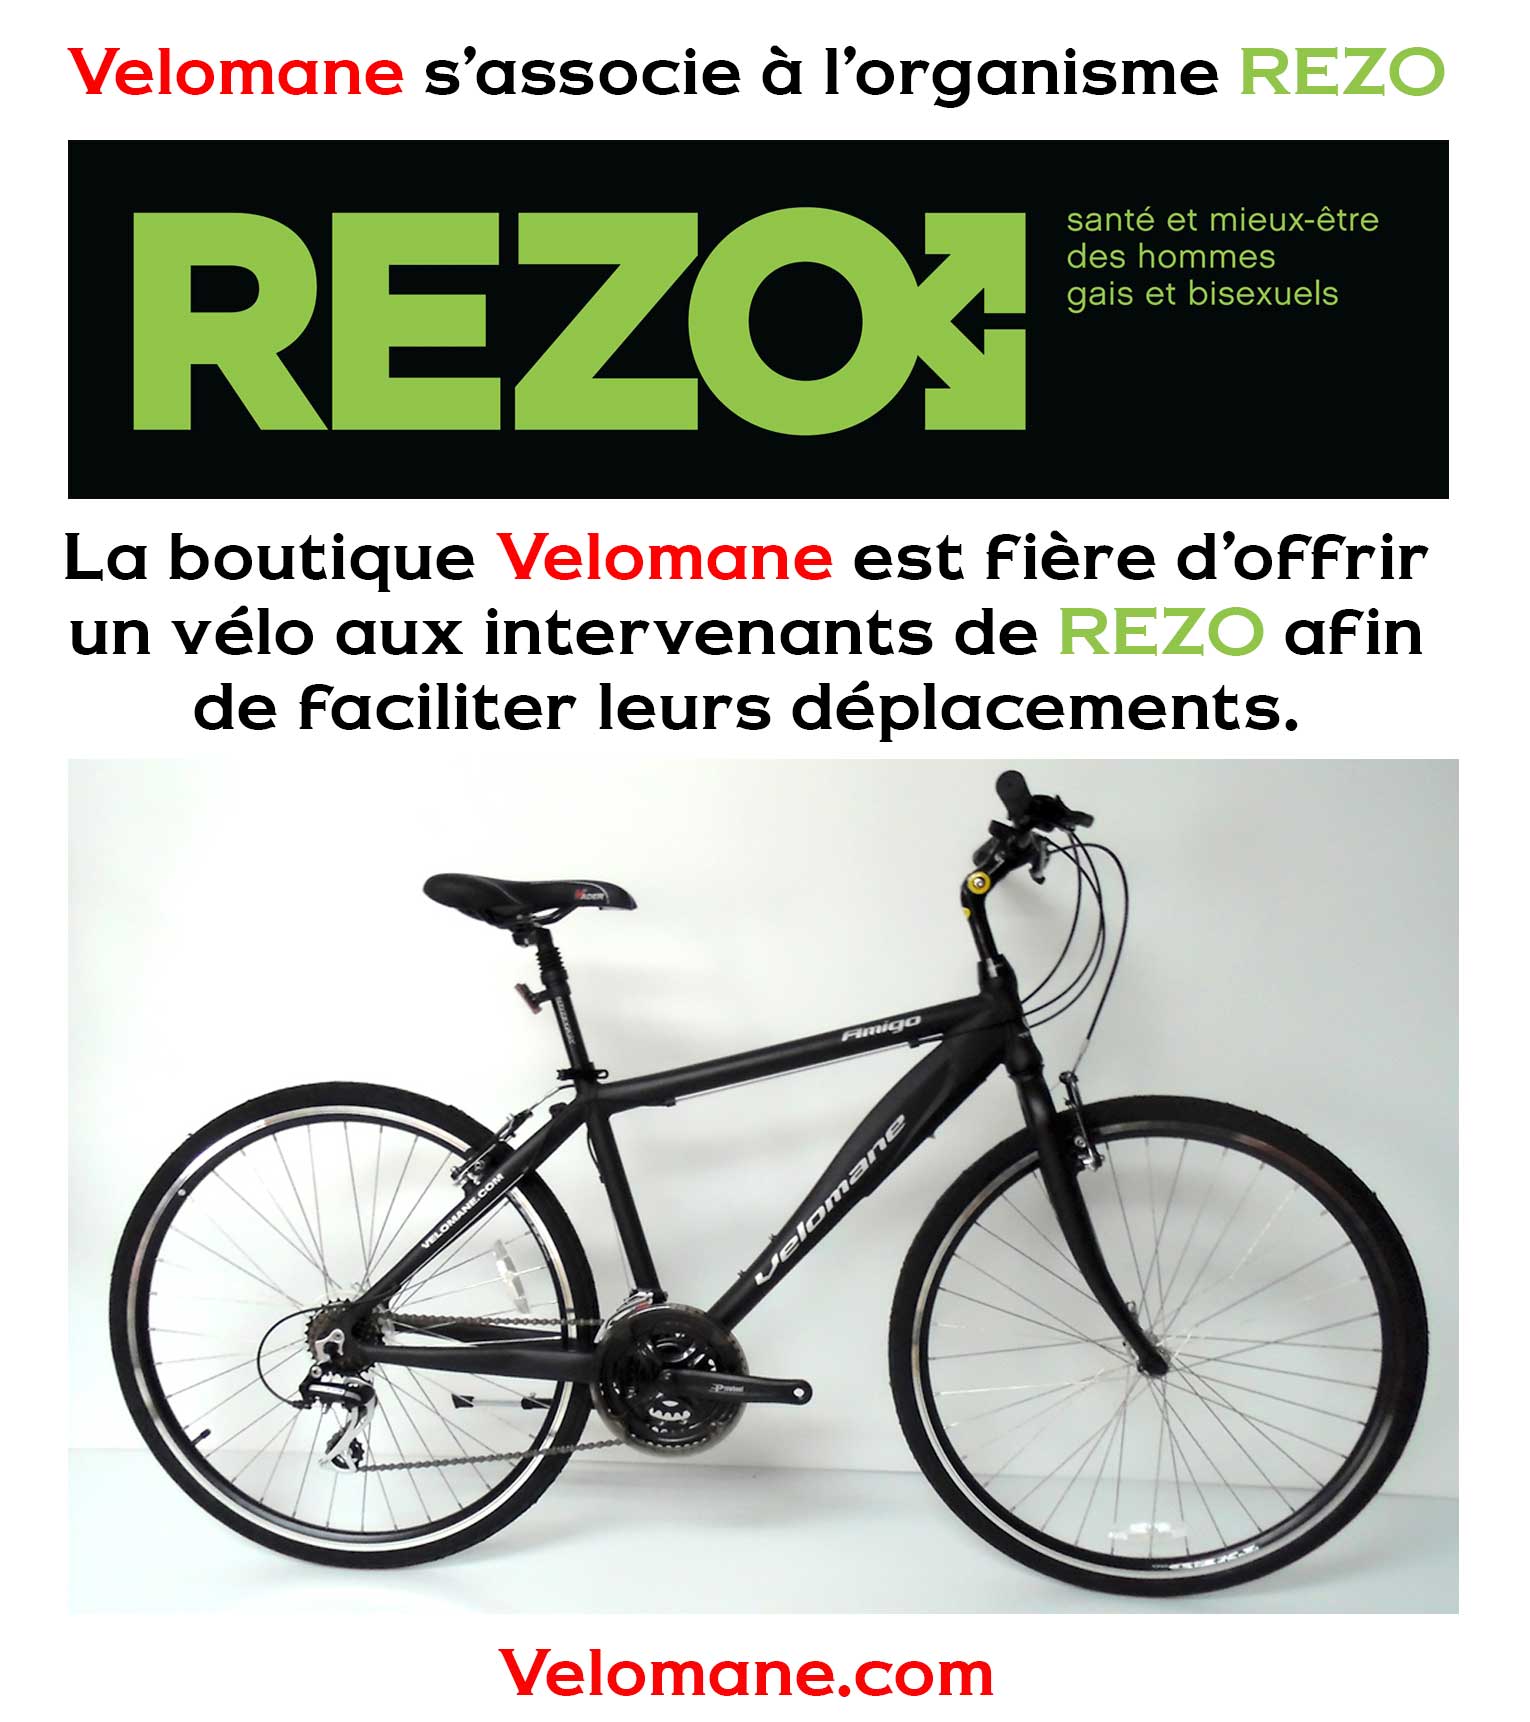 Velomane s’associe à l’organisme REZO
REZO
santé et mieux-être
des hommes
gais et bisexuels
La boutique Velomane est fière d’offrir
un vélo aux intervenants de REZO afin
de faciliter leurs déplacements.
VADER
Amigo
velomane
VELOMANE.COM
Velomane.com